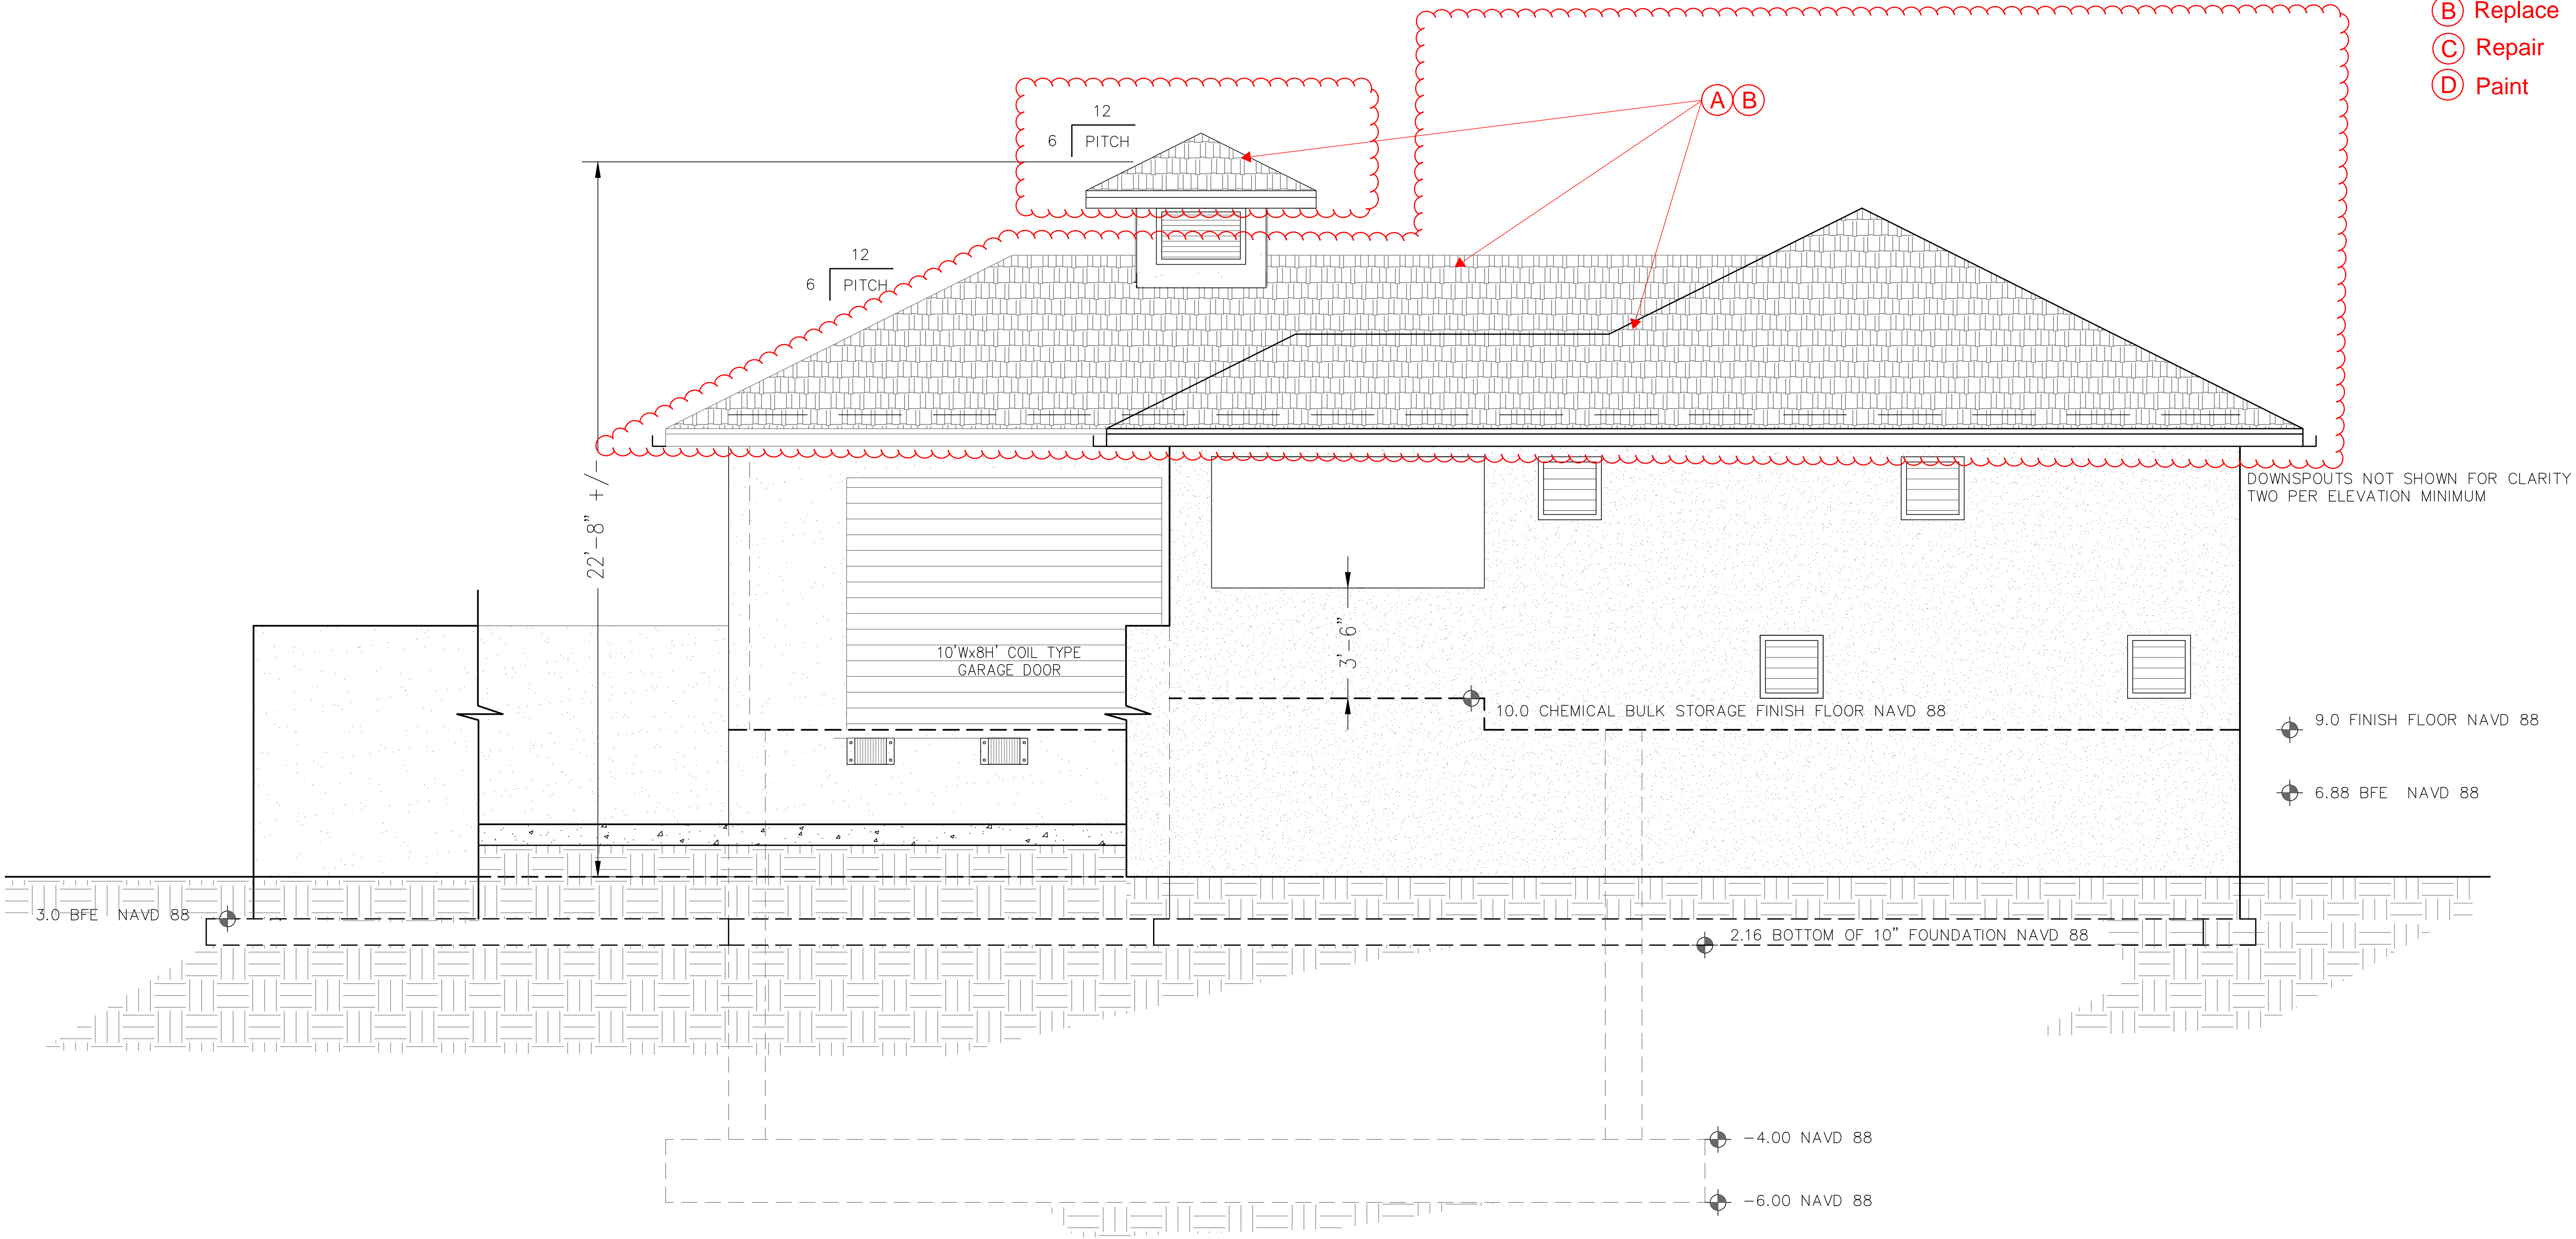 B Replace
C Repair
D Paint
A B
12
6 PITCH
12
6 PITCH
DOWNSPOUTS NOT SHOWN FOR CLARITY
TWO PER ELEVATION MINIMUM
22'-8" +/-
10'Wx8H' COIL TYPE
GARAGE DOOR
3'-6"
10.0 CHEMICAL BULK STORAGE FINISH FLOOR NAVD 88
9.0 FINISH FLOOR NAVD 88
6.88 BFE NAVD 88
3.0 BFE NAVD 88
2.16 BOTTOM OF 10" FOUNDATION NAVD 88
-4.00 NAVD 88
-6.00 NAVD 88